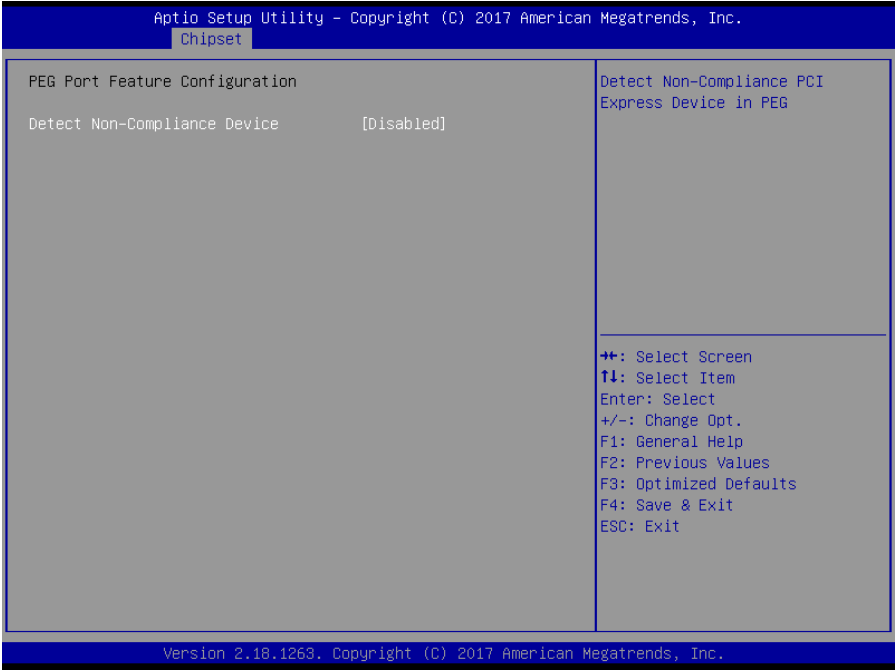 Aptio Setup Utility – Copyright (C) 2017 American Megatrends, Inc.
Chipset
PEG Port Feature Configuration
Detect Non-Compliance Device [Disabled]
Detect Non-Compliance PCI
Express Device in PEG
→←: Select Screen
↑↓: Select Item
Enter: Select
+/-: Change Opt.
F1: General Help
F2: Previous Values
F3: Optimized Defaults
F4: Save & Exit
ESC: Exit
Version 2.18.1263. Copyright (C) 2017 American Megatrends, Inc.